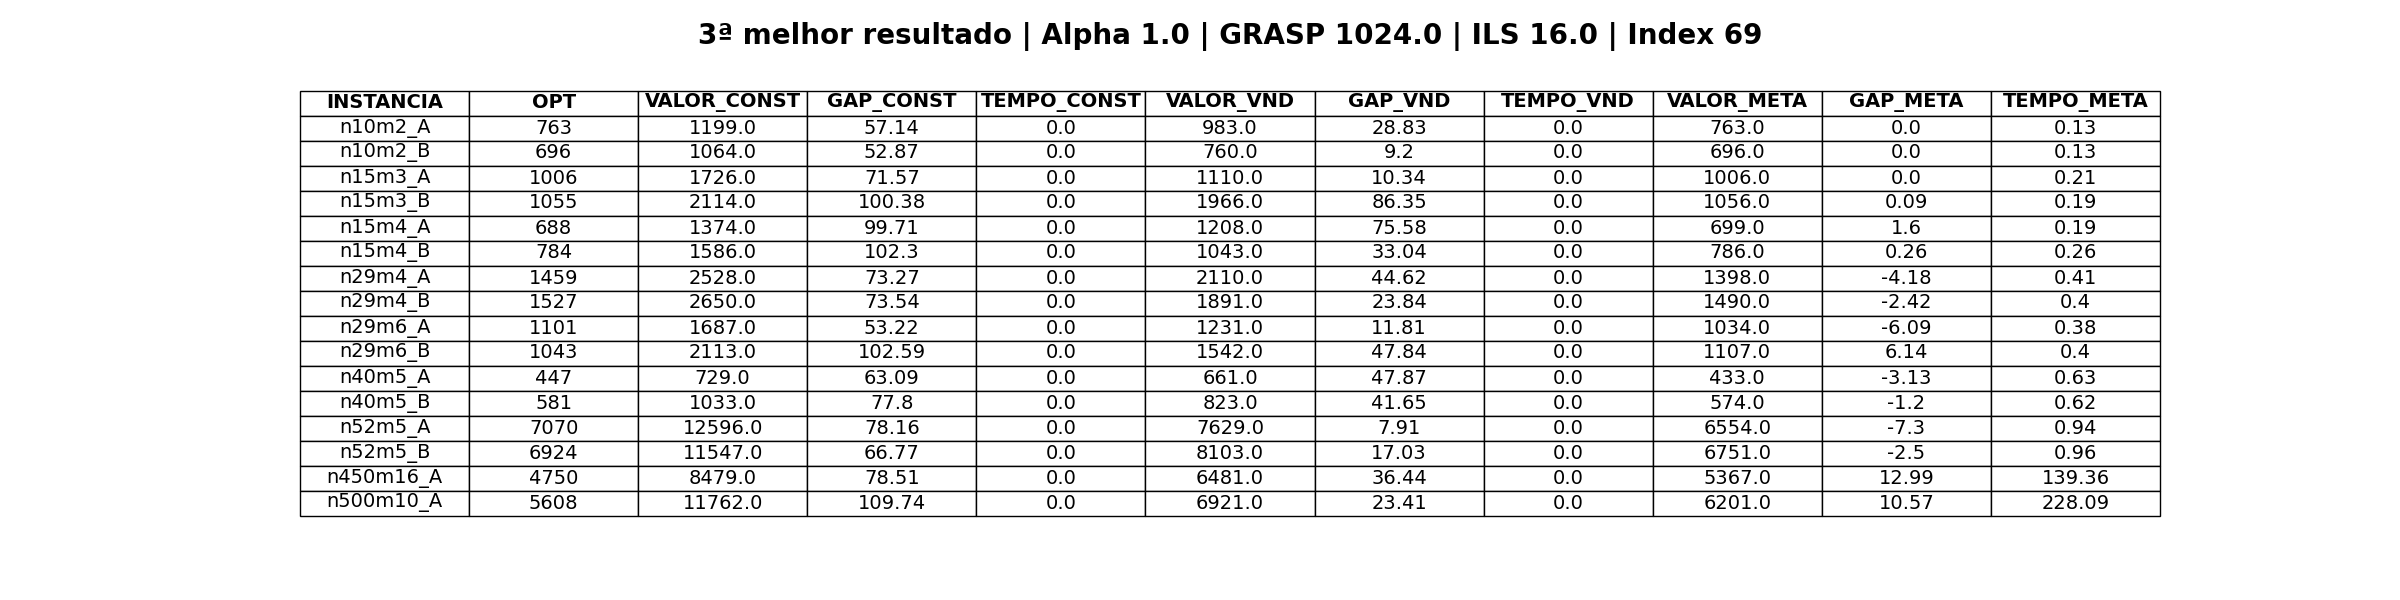 3ª melhor resultado | Alpha 1.0 | GRASP 1024.0 | ILS 16.0 | Index 69
INSTANCIA OPT VALOR_CONST GAP_CONST TEMPO_CONST VALOR_VND GAP_VND TEMPO_VND VALOR_META GAP_META TEMPO_META
n10m2_A 763 1199.0 57.14 0.0 983.0 28.83 0.0 763.0 0.0 0.13
n10m2_B 696 1064.0 52.87 0.0 760.0 9.2 0.0 696.0 0.0 0.13
n15m3_A 1006 1726.0 71.57 0.0 1110.0 10.34 0.0 1006.0 0.0 0.21
n15m3_B 1055 2114.0 100.38 0.0 1966.0 86.35 0.0 1056.0 0.09 0.19
n15m4_A 688 1374.0 99.71 0.0 1208.0 75.58 0.0 699.0 1.6 0.19
n15m4_B 784 1586.0 102.3 0.0 1043.0 33.04 0.0 786.0 0.26 0.26
n29m4_A 1459 2528.0 73.27 0.0 2110.0 44.62 0.0 1398.0 -4.18 0.41
n29m4_B 1527 2650.0 73.54 0.0 1891.0 23.84 0.0 1490.0 -2.42 0.4
n29m6_A 1101 1687.0 53.22 0.0 1231.0 11.81 0.0 1034.0 -6.09 0.38
n29m6_B 1043 2113.0 102.59 0.0 1542.0 47.84 0.0 1107.0 6.14 0.4
n40m5_A 447 729.0 63.09 0.0 661.0 47.87 0.0 433.0 -3.13 0.63
n40m5_B 581 1033.0 77.8 0.0 823.0 41.65 0.0 574.0 -1.2 0.62
n52m5_A 7070 12596.0 78.16 0.0 7629.0 7.91 0.0 6554.0 -7.3 0.94
n52m5_B 6924 11547.0 66.77 0.0 8103.0 17.03 0.0 6751.0 -2.5 0.96
n450m16_A 4750 8479.0 78.51 0.0 6481.0 36.44 0.0 5367.0 12.99 139.36
n500m10_A 5608 11762.0 109.74 0.0 6921.0 23.41 0.0 6201.0 10.57 228.09